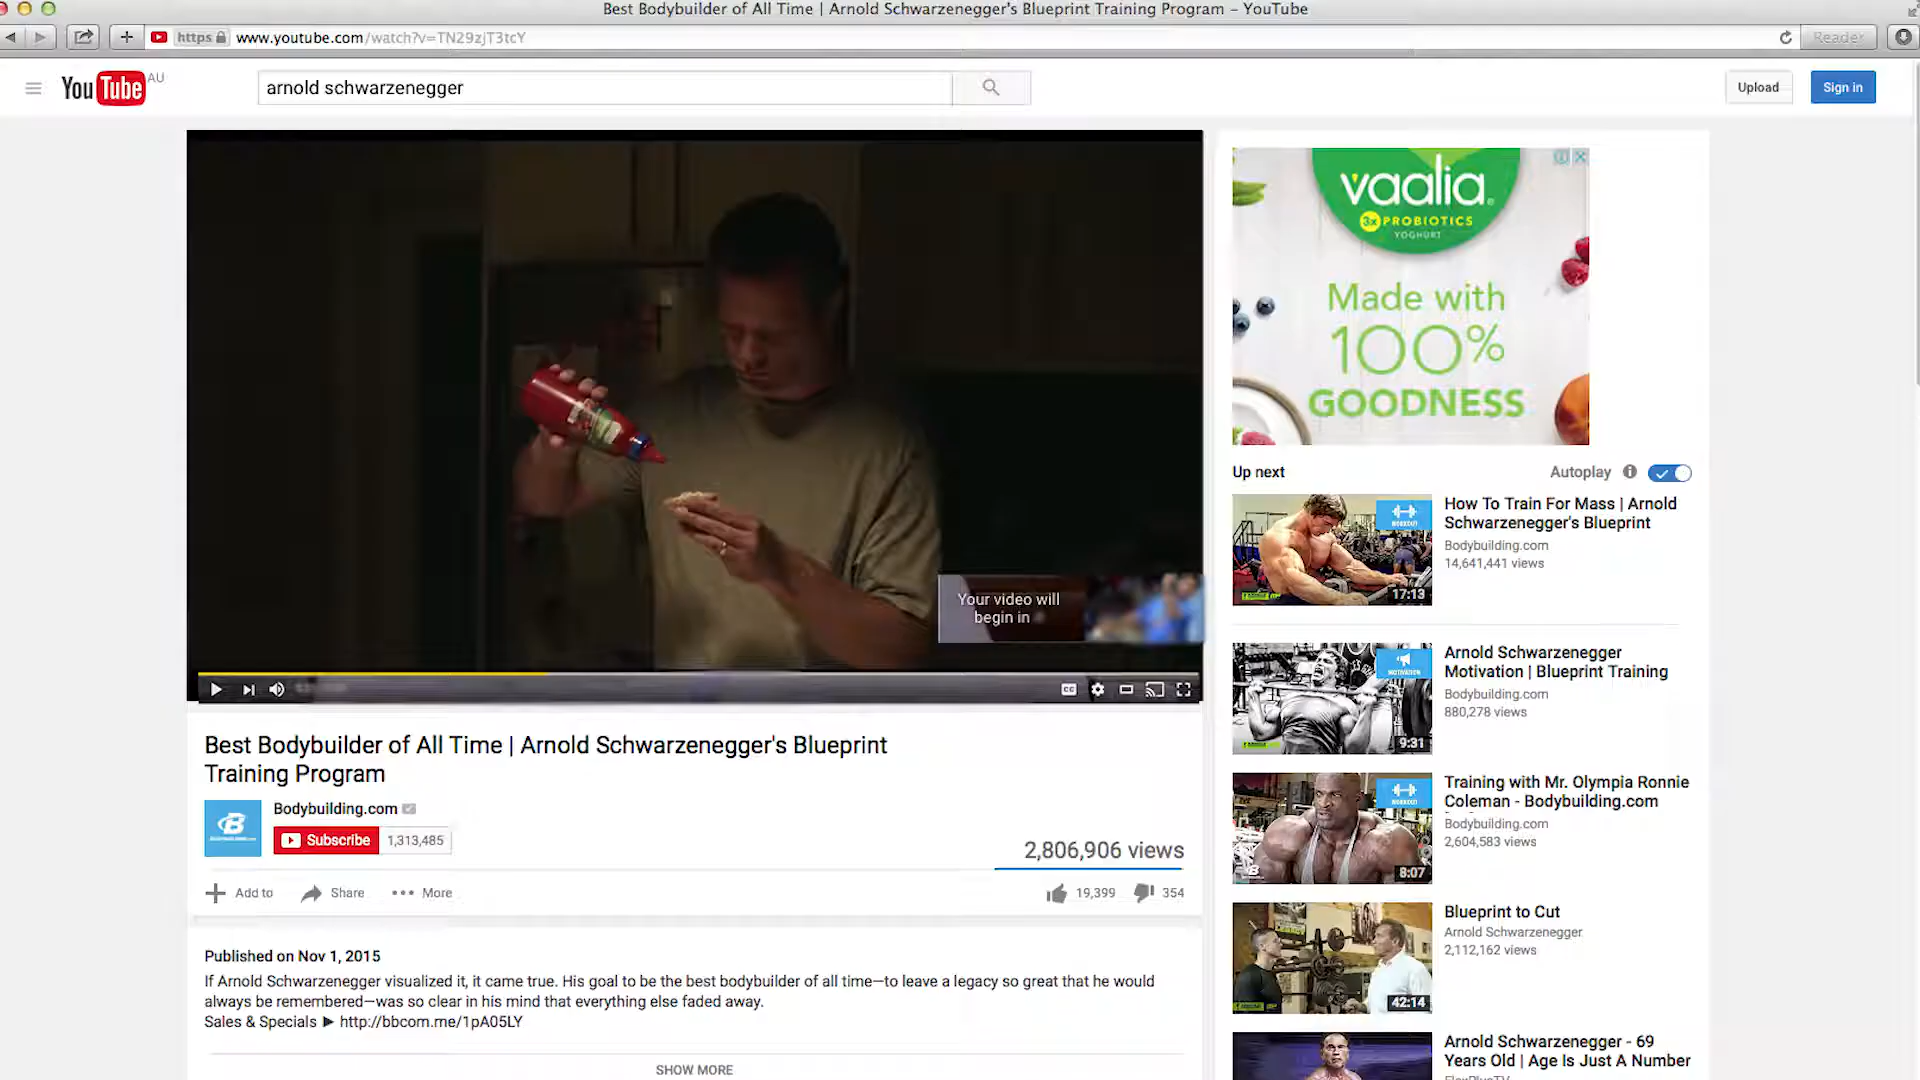 Best Bodybuilder of All Time | Arnold Schwarzenegger's Blueprint Training Program – YouTube
https www.youtube.com/watch?v=TN29zjT3tcY
Reader
YouTube AU
arnold schwarzenegger
Upload
Sign in
vaalia
3x PROBIOTICS
YOGHURT
Made with
100%
GOODNESS
Your video will
begin in
CC
Up next
Autoplay
How To Train For Mass | Arnold
Schwarzenegger's Blueprint
Bodybuilding.com
14,641,441 views
WORKOUT
17:13
Arnold Schwarzenegger
Motivation | Blueprint Training
Bodybuilding.com
880,278 views
MOTIVATION
9:31
Training with Mr. Olympia Ronnie
Coleman - Bodybuilding.com
Bodybuilding.com
2,604,583 views
WORKOUT
8:07
Blueprint to Cut
Arnold Schwarzenegger
2,112,162 views
42:14
Arnold Schwarzenegger - 69
Years Old | Age Is Just A Number
Best Bodybuilder of All Time | Arnold Schwarzenegger's Blueprint
Training Program
Bodybuilding.com
Subscribe 1,313,485
2,806,906 views
Add to Share More
19,399 354
Published on Nov 1, 2015
If Arnold Schwarzenegger visualized it, it came true. His goal to be the best bodybuilder of all time—to leave a legacy so great that he would
always be remembered—was so clear in his mind that everything else faded away.
Sales & Specials ► http://bbcom.me/1pA05LY
SHOW MORE